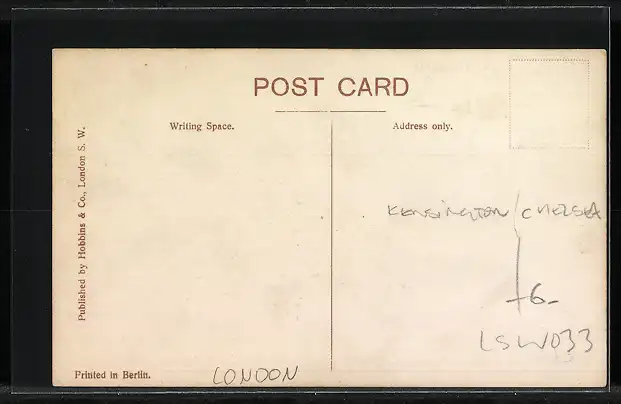 POST CARD
Writing Space.
Address only.
Published by Hobbins & Co., London S. W.
KENSINGTON / CHELSEA
6-
LSW033
Printed in Berlin.
LONDON